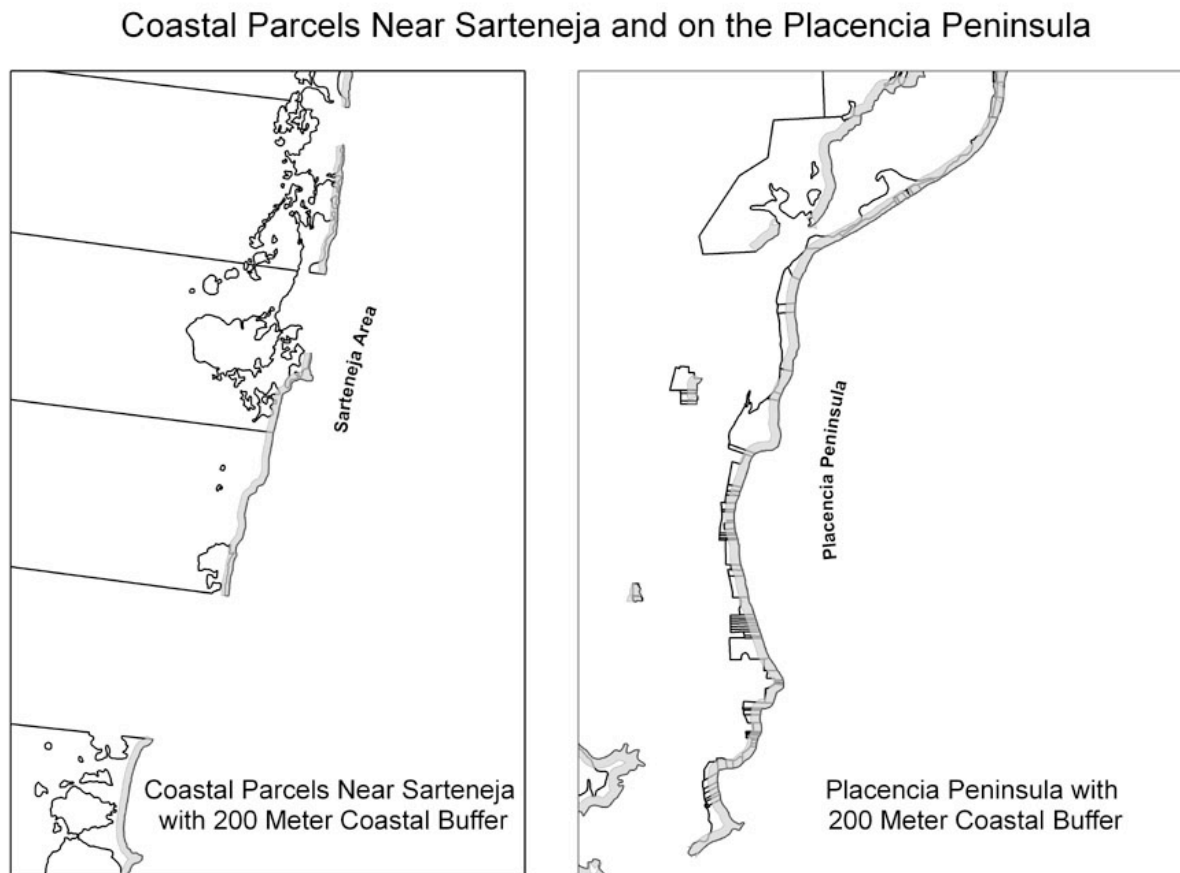 Coastal Parcels Near Sarteneja and on the Placencia Peninsula
Sarteneja Area
Coastal Parcels Near Sarteneja
with 200 Meter Coastal Buffer
Placencia Peninsula
Placencia Peninsula with
200 Meter Coastal Buffer